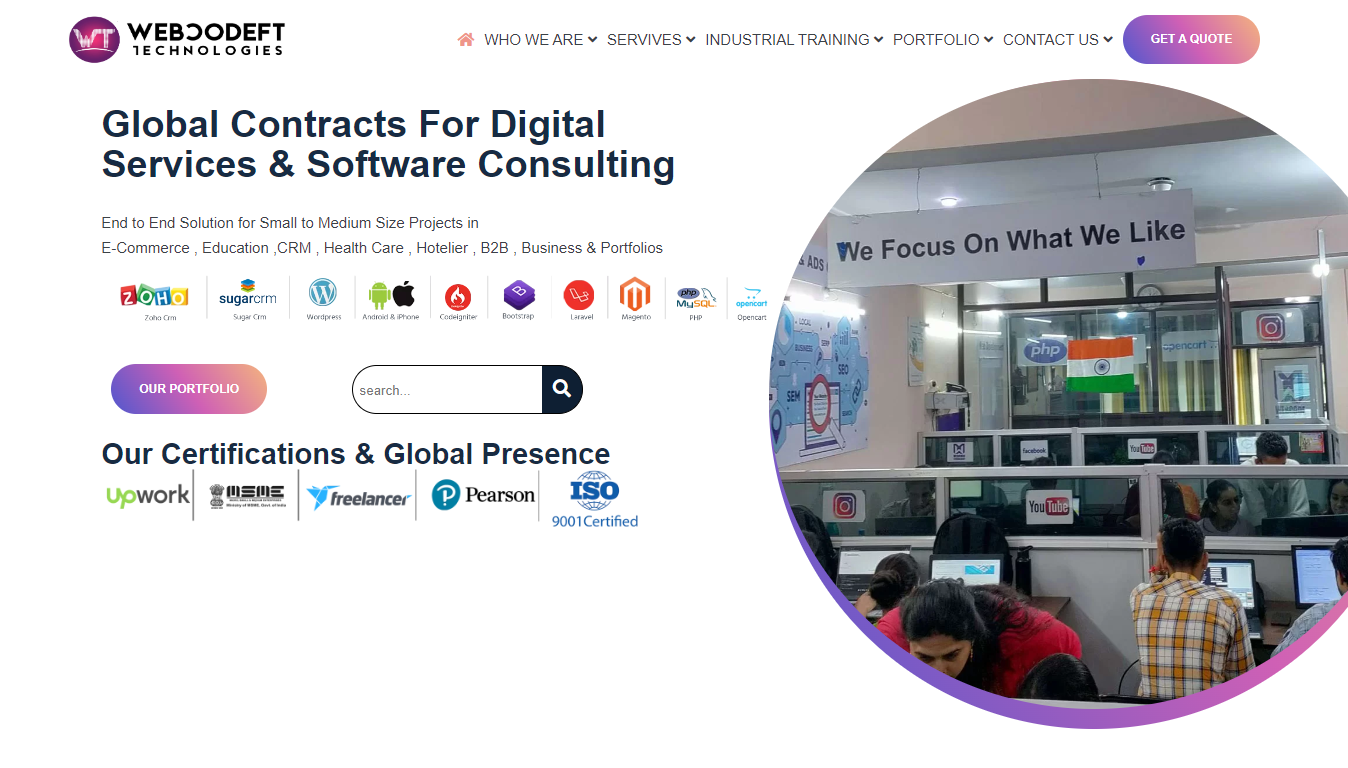 WT WEBCODEFT
TECHNOLOGIES
WHO WE ARE SERVIVES INDUSTRIAL TRAINING PORTFOLIO CONTACT US GET A QUOTE
Global Contracts For Digital
Services & Software Consulting
End to End Solution for Small to Medium Size Projects in
E-Commerce , Education ,CRM , Health Care , Hotelier , B2B , Business & Portfolios
ZOHO sugarcrm php MySQL opencart
Zoho Crm Sugar Crm Wordpress Android & iPhone Codeigniter Bootstrap Laravel Magento PHP Opencart
OUR PORTFOLIO search...
Our Certifications & Global Presence
upwork MSME freelancer Pearson ISO
Ministry of MSME, Govt. of India
9001Certified
& ADS
We Focus On What We Like
LOCAL
BUSINESS
SERP
SEO
SEM
php opencart
facebook YouTube
YouTube